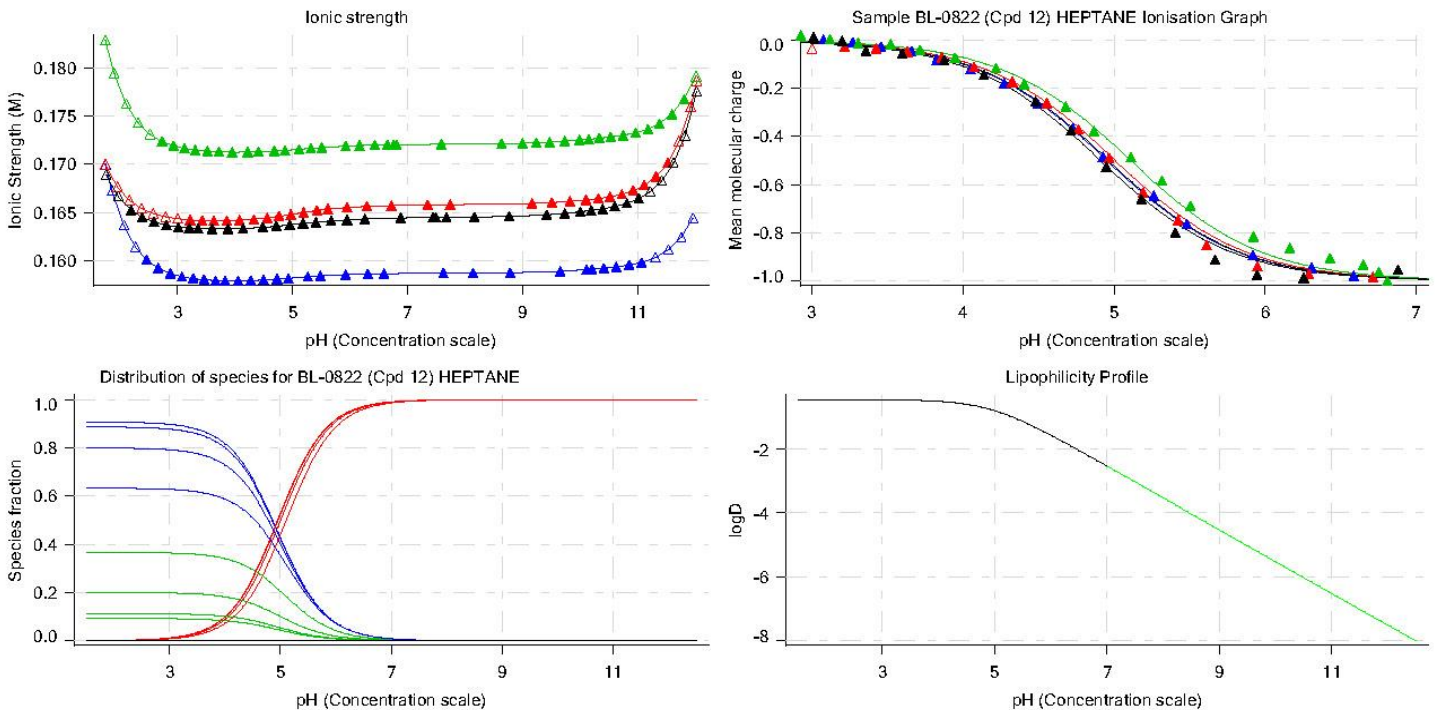 Ionic strength
Ionic Strength (M)
0.180
0.175
0.170
0.165
0.160
3 5 7 9 11
pH (Concentration scale)
Sample BL-0822 (Cpd 12) HEPTANE Ionisation Graph
Mean molecular charge
0.0
-0.2
-0.4
-0.6
-0.8
-1.0
3 4 5 6 7
pH (Concentration scale)
Distribution of species for BL-0822 (Cpd 12) HEPTANE
Species fraction
1.0
0.8
0.6
0.4
0.2
0.0
3 5 7 9 11
pH (Concentration scale)
Lipophilicity Profile
logD
-2
-4
-6
-8
3 5 7 9 11
pH (Concentration scale)